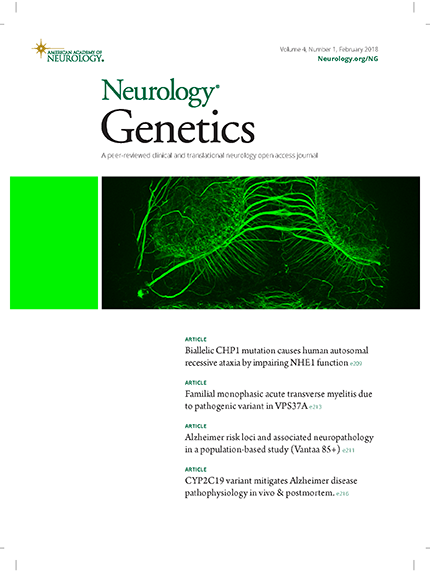 AMERICAN ACADEMY OF
NEUROLOGY.
Volume 4, Number 1, February 2018
Neurology.org/NG
Neurology®
Genetics
A peer-reviewed clinical and translational neurology open access journal
ARTICLE
Biallelic CHP1 mutation causes human autosomal
recessive ataxia by impairing NHE1 function e209
ARTICLE
Familial monophasic acute transverse myelitis due
to pathogenic variant in VPS37A e213
ARTICLE
Alzheimer risk loci and associated neuropathology
in a population-based study (Vantaa 85+) e211
ARTICLE
CYP2C19 variant mitigates Alzheimer disease
pathophysiology in vivo & postmortem. e216